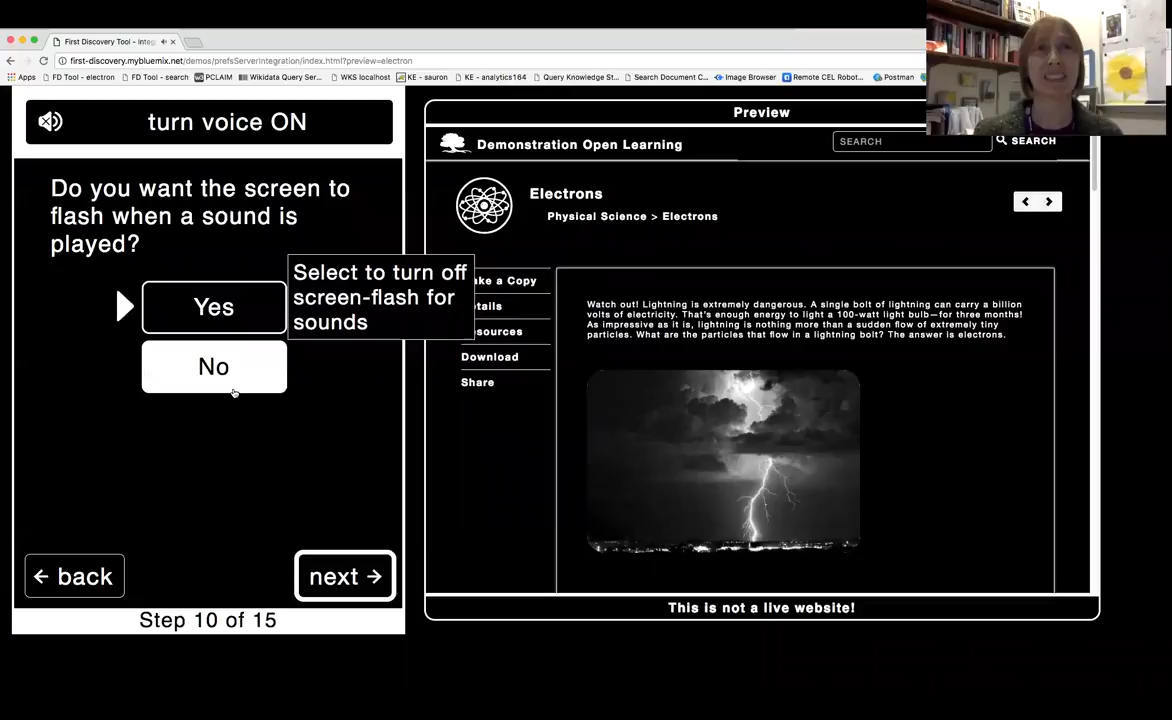 First Discovery Tool - Integ
first-discovery.mybluemix.net/demos/prefsServerIntegration/index.html?preview=electron
Apps
FD Tool - electron
FD Tool - search
PCLAIM
Wikidata Query Ser...
WKS localhost
KE - sauron
KE - analytics164
Query Knowledge St...
Search Document C...
Image Browser
Remote CEL Robot...
Postman
turn voice ON
Do you want the screen to
flash when a sound is
played?
Yes
Select to turn off
screen-flash for
sounds
No
← back
next →
Step 10 of 15
Preview
Demonstration Open Learning
SEARCH
SEARCH
Electrons
Physical Science > Electrons
ke a Copy
tails
esources
Download
Share
Watch out! Lightning is extremely dangerous. A single bolt of lightning can carry a billion
volts of electricity. That's enough energy to light a 100-watt light bulb—for three months!
As impressive as it is, lightning is nothing more than a sudden flow of extremely tiny
particles. What are the particles that flow in a lightning bolt? The answer is electrons.
This is not a live website!